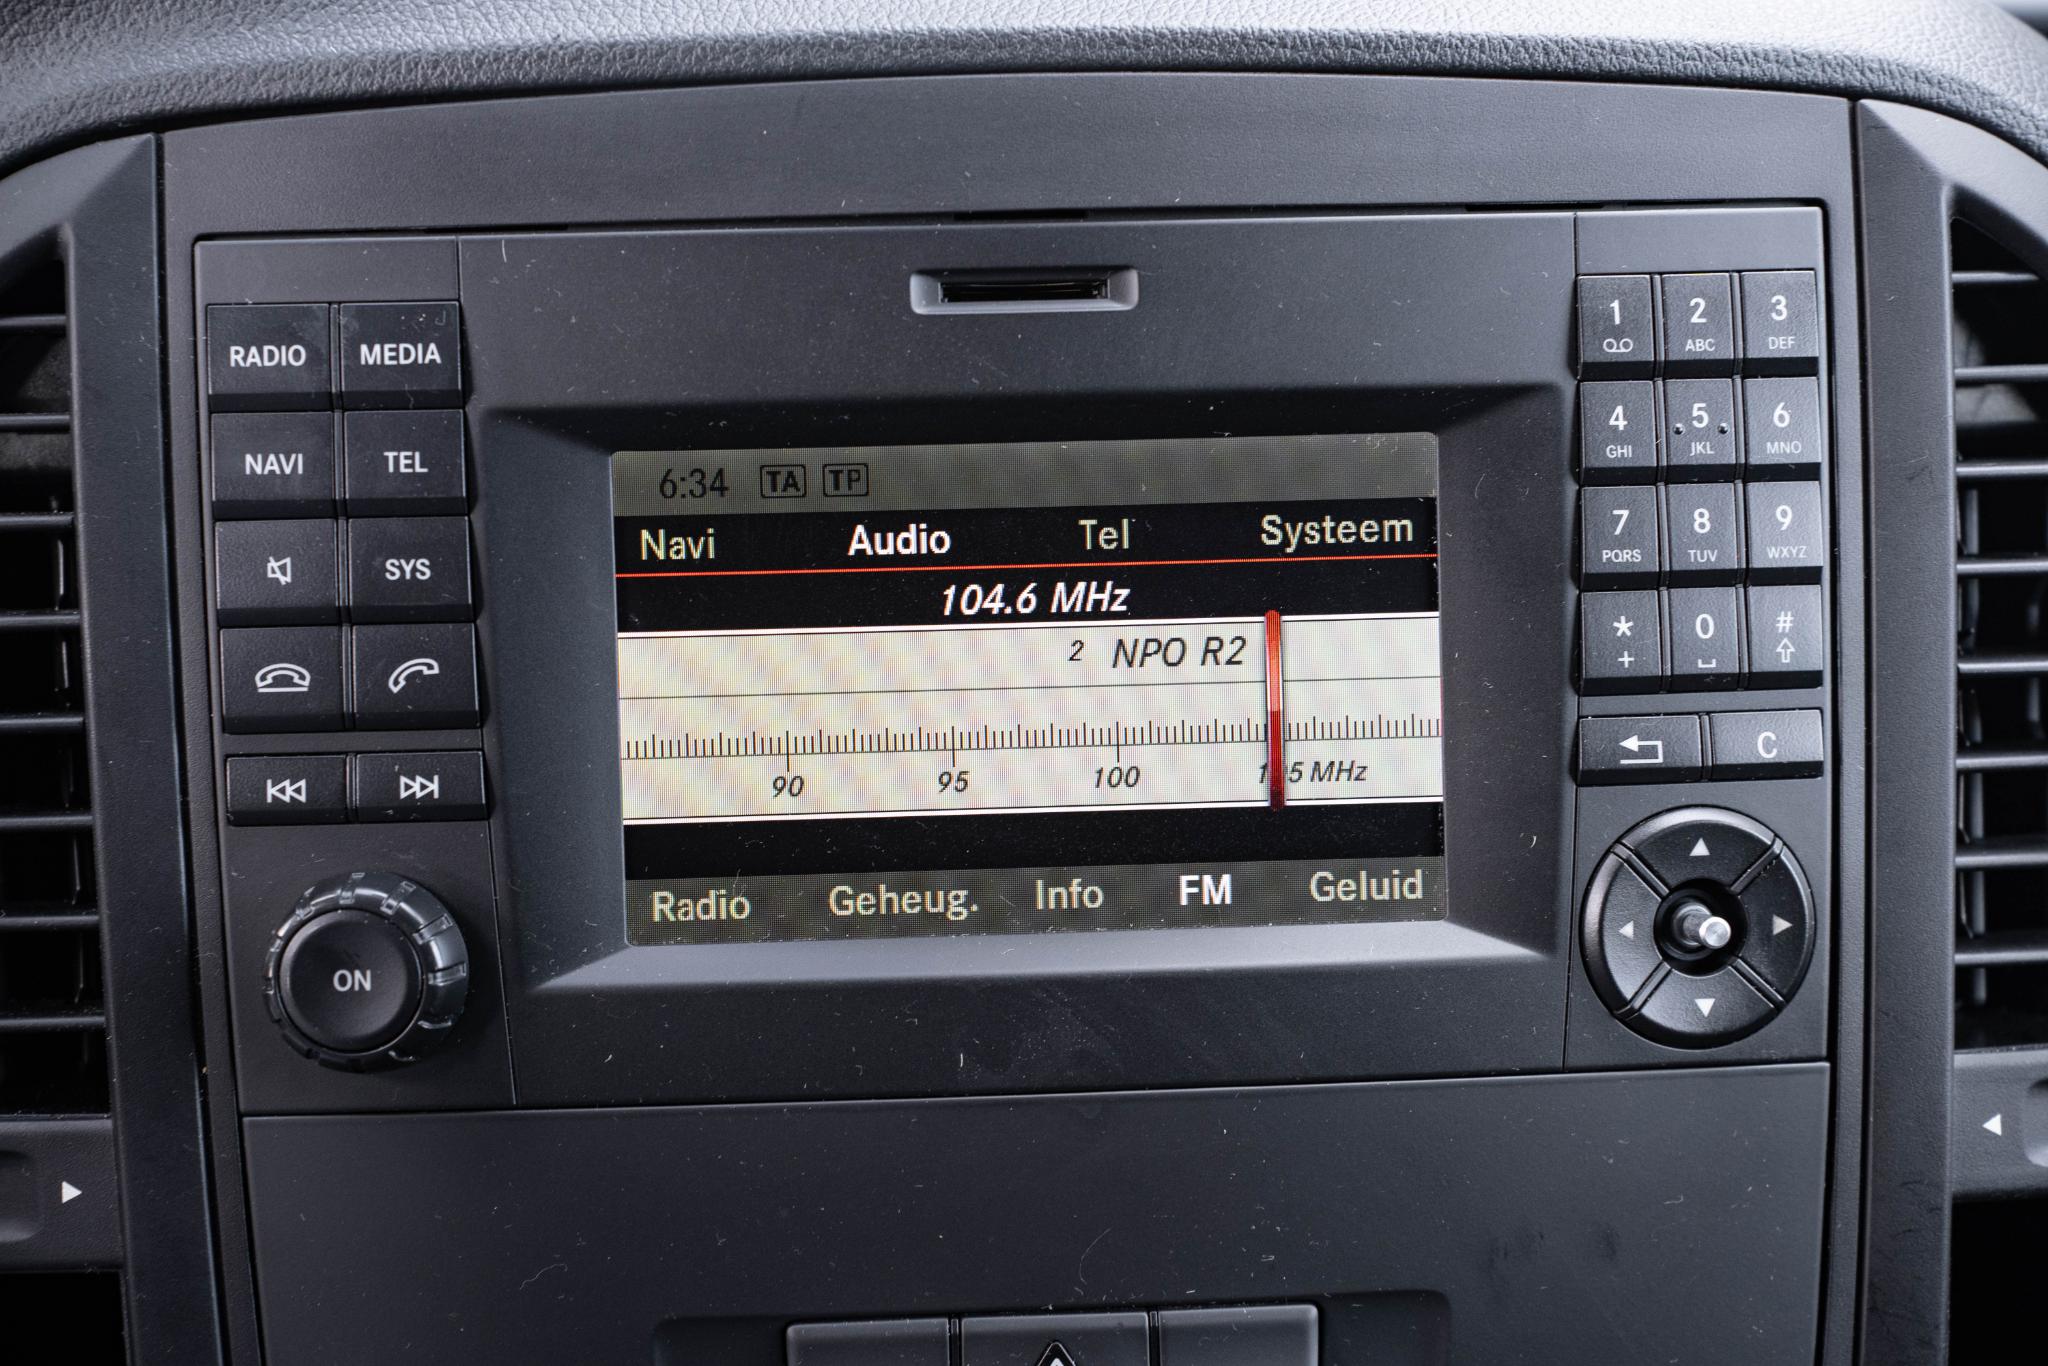 RADIO MEDIA
NAVI TEL
SYS
ON
6:34 TA TP
Navi Audio Tel Systeem
104.6 MHz
2 NPO R2
90 95 100 105 MHz
Radio Geheug. Info FM Geluid
1 2 3
ABC DEF
4 5 6
GHI JKL MNO
7 8 9
PQRS TUV WXYZ
* 0 #
+
C